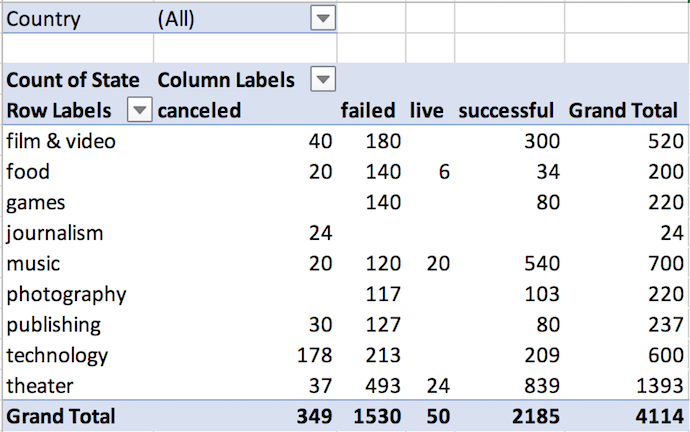 Country (All)
Count of State Column Labels
Row Labels canceled failed live successful Grand Total
film & video 40 180 300 520
food 20 140 6 34 200
games 140 80 220
journalism 24 24
music 20 120 20 540 700
photography 117 103 220
publishing 30 127 80 237
technology 178 213 209 600
theater 37 493 24 839 1393
Grand Total 349 1530 50 2185 4114